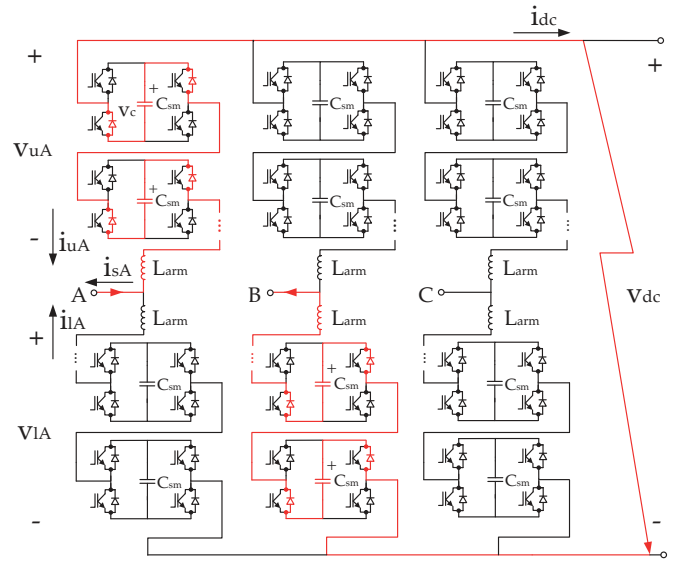 idc
+
+
+ Csm
Csm
Csm
vc
vuA
+ Csm
Csm
Csm
-
iuA
isA
Larm
Larm
Larm
A
B
C
vdc
+
ilA
Larm
Larm
Larm
+
Csm
Csm
Csm
vlA
+
Csm
Csm
Csm
-
-